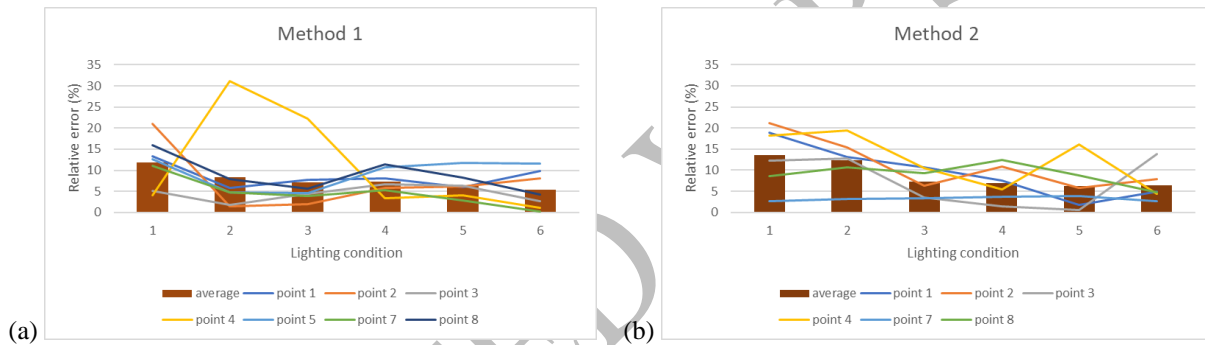 Method 1
Relative error (%)
35
30
25
20
15
10
5
0
1 2 3 4 5 6
Lighting condition
average point 1 point 2 point 3
point 4 point 5 point 7 point 8
(a)
Method 2
Relative error (%)
35
30
25
20
15
10
5
0
1 2 3 4 5 6
Lighting condition
average point 1 point 2 point 3
point 4 point 7 point 8
(b)